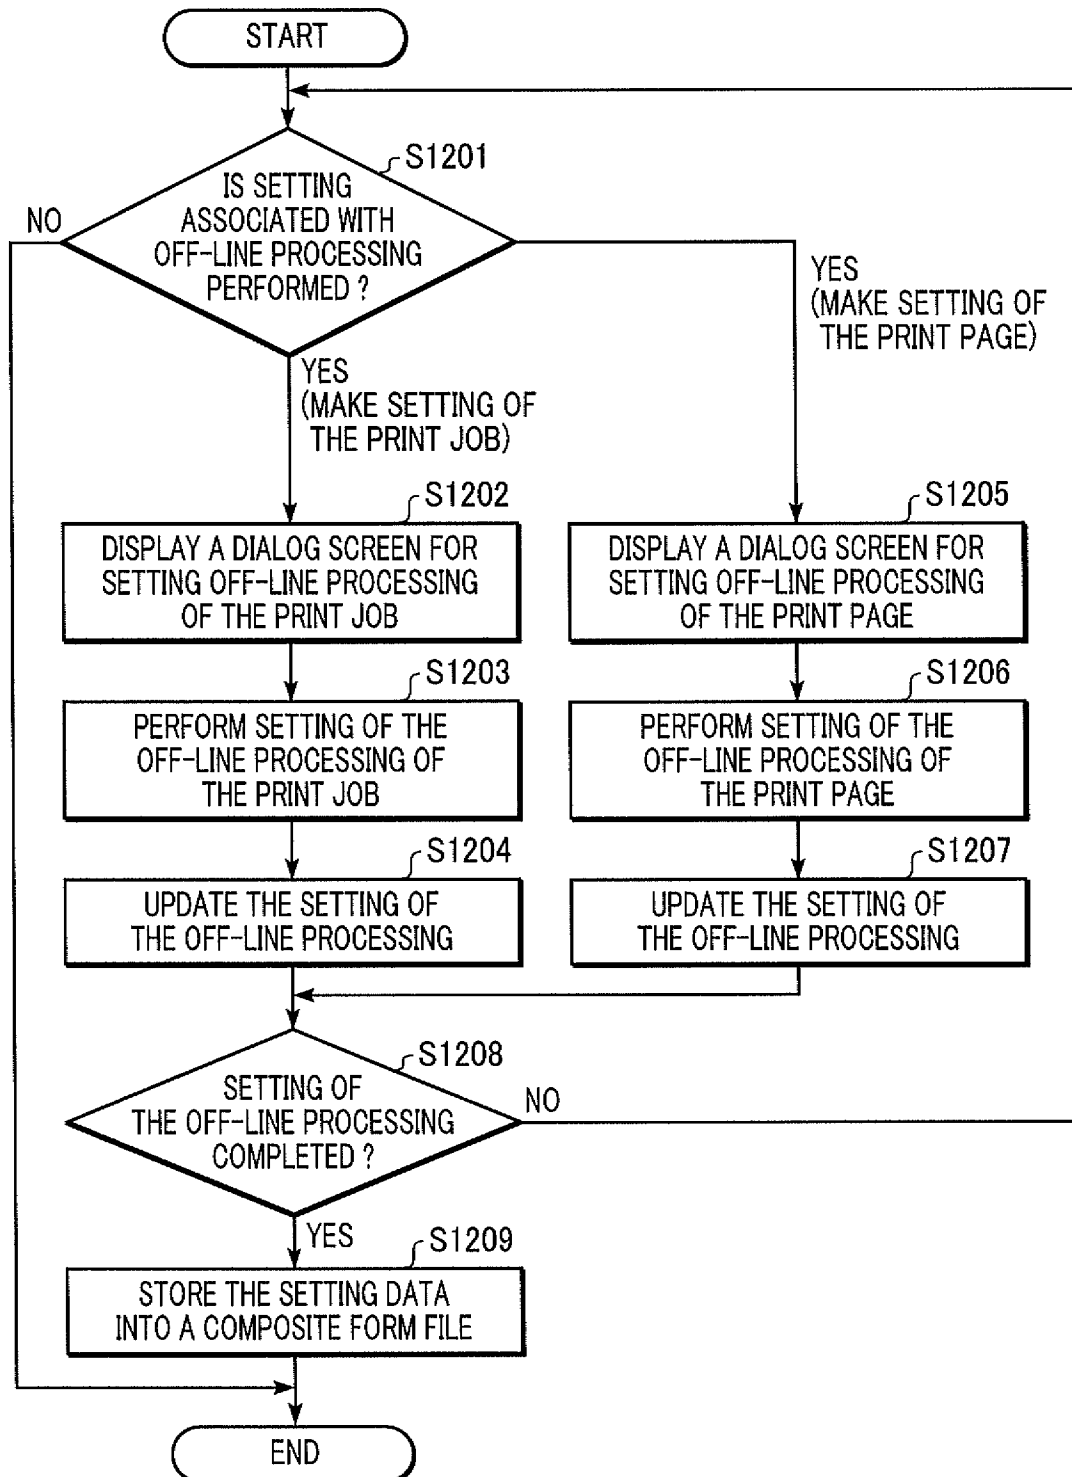 START
S1201
IS SETTING
ASSOCIATED WITH
OFF-LINE PROCESSING
PERFORMED ?
NO
YES
(MAKE SETTING OF
THE PRINT PAGE)
YES
(MAKE SETTING OF
THE PRINT JOB)
S1202
DISPLAY A DIALOG SCREEN FOR
SETTING OFF-LINE PROCESSING
OF THE PRINT JOB
S1205
DISPLAY A DIALOG SCREEN FOR
SETTING OFF-LINE PROCESSING
OF THE PRINT PAGE
S1203
PERFORM SETTING OF THE
OFF-LINE PROCESSING OF
THE PRINT JOB
S1206
PERFORM SETTING OF THE
OFF-LINE PROCESSING OF
THE PRINT PAGE
S1204
UPDATE THE SETTING OF
THE OFF-LINE PROCESSING
S1207
UPDATE THE SETTING OF
THE OFF-LINE PROCESSING
S1208
SETTING OF
THE OFF-LINE PROCESSING
COMPLETED ?
NO
YES
S1209
STORE THE SETTING DATA
INTO A COMPOSITE FORM FILE
END